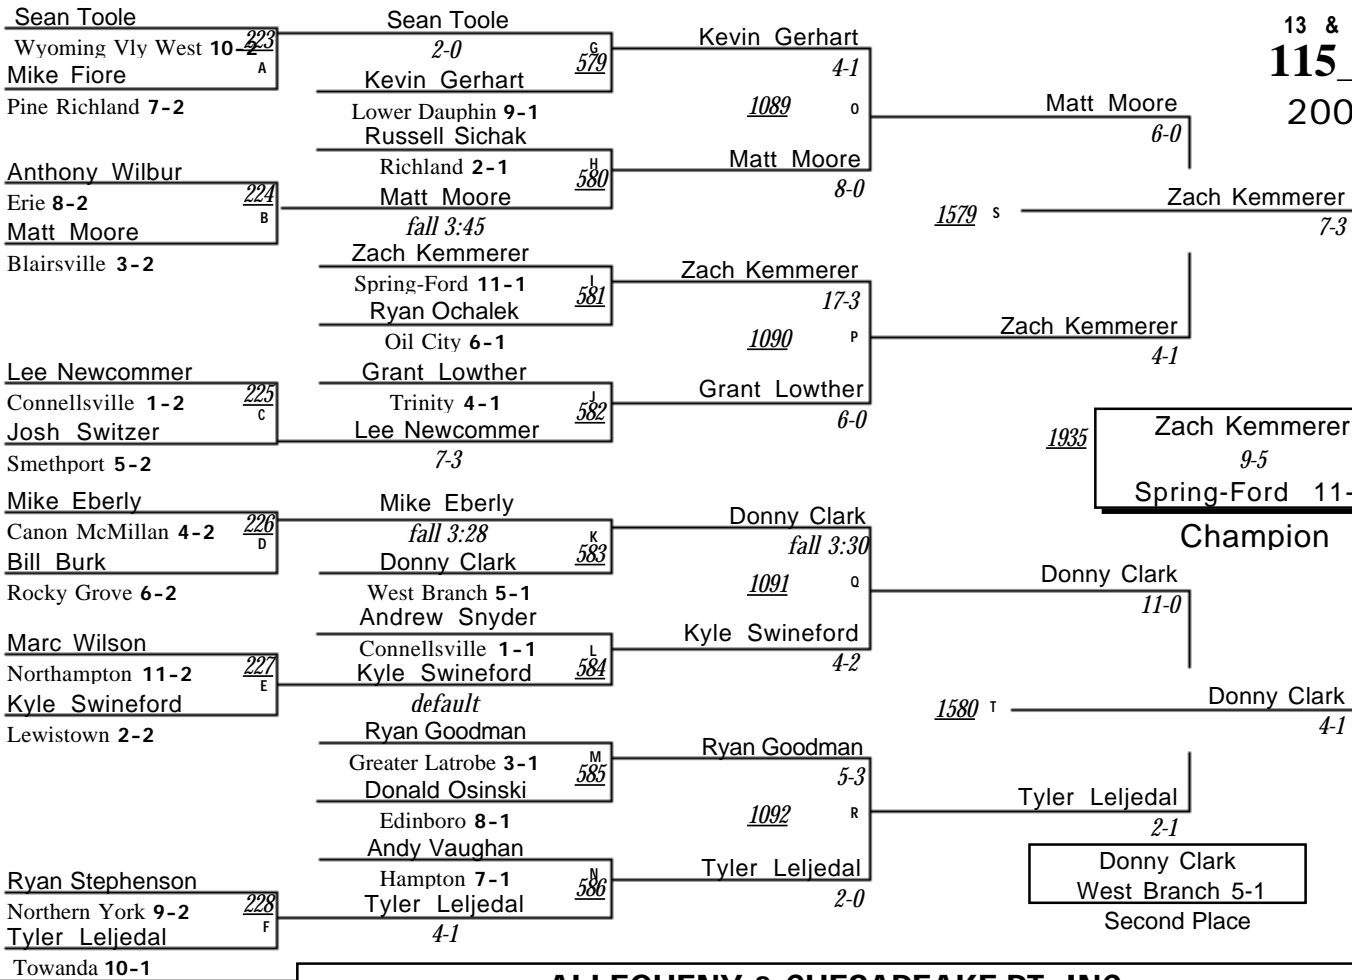 Sean Toole
Wyoming Vly West 10-2
223
A
Mike Fiore
Pine Richland 7-2
Anthony Wilbur
Erie 8-2
224
B
Matt Moore
Blairsville 3-2
Lee Newcommer
Connellsville 1-2
225
C
Josh Switzer
Smethport 5-2
Mike Eberly
Canon McMillan 4-2
226
D
Bill Burk
Rocky Grove 6-2
Marc Wilson
Northampton 11-2
227
E
Kyle Swineford
Lewistown 2-2
Ryan Stephenson
Northern York 9-2
228
F
Tyler Leljedal
Towanda 10-1
Sean Toole
2-0
G
579
Kevin Gerhart
Lower Dauphin 9-1
Russell Sichak
Richland 2-1
H
580
Matt Moore
fall 3:45
Zach Kemmerer
Spring-Ford 11-1
I
581
Ryan Ochalek
Oil City 6-1
Grant Lowther
Trinity 4-1
J
582
Lee Newcommer
7-3
Mike Eberly
fall 3:28
K
583
Donny Clark
West Branch 5-1
Andrew Snyder
Connellsville 1-1
L
584
Kyle Swineford
default
Ryan Goodman
Greater Latrobe 3-1
M
585
Donald Osinski
Edinboro 8-1
Andy Vaughan
Hampton 7-1
N
586
Tyler Leljedal
4-1
Kevin Gerhart
4-1
1089 O
Matt Moore
8-0
Zach Kemmerer
17-3
1090 P
Grant Lowther
6-0
Donny Clark
fall 3:30
1091 Q
Kyle Swineford
4-2
Ryan Goodman
5-3
1092 R
Tyler Leljedal
2-0
Matt Moore
6-0
1579 S
Zach Kemmerer
4-1
Donny Clark
11-0
1580 T
Tyler Leljedal
2-1
13 &
115_
200
Zach Kemmerer
7-3
1935
Zach Kemmerer
9-5
Spring-Ford 11-
Champion
Donny Clark
4-1
Donny Clark
West Branch 5-1
Second Place
ALLEGHENY & CHESAPEAKE PT, INC